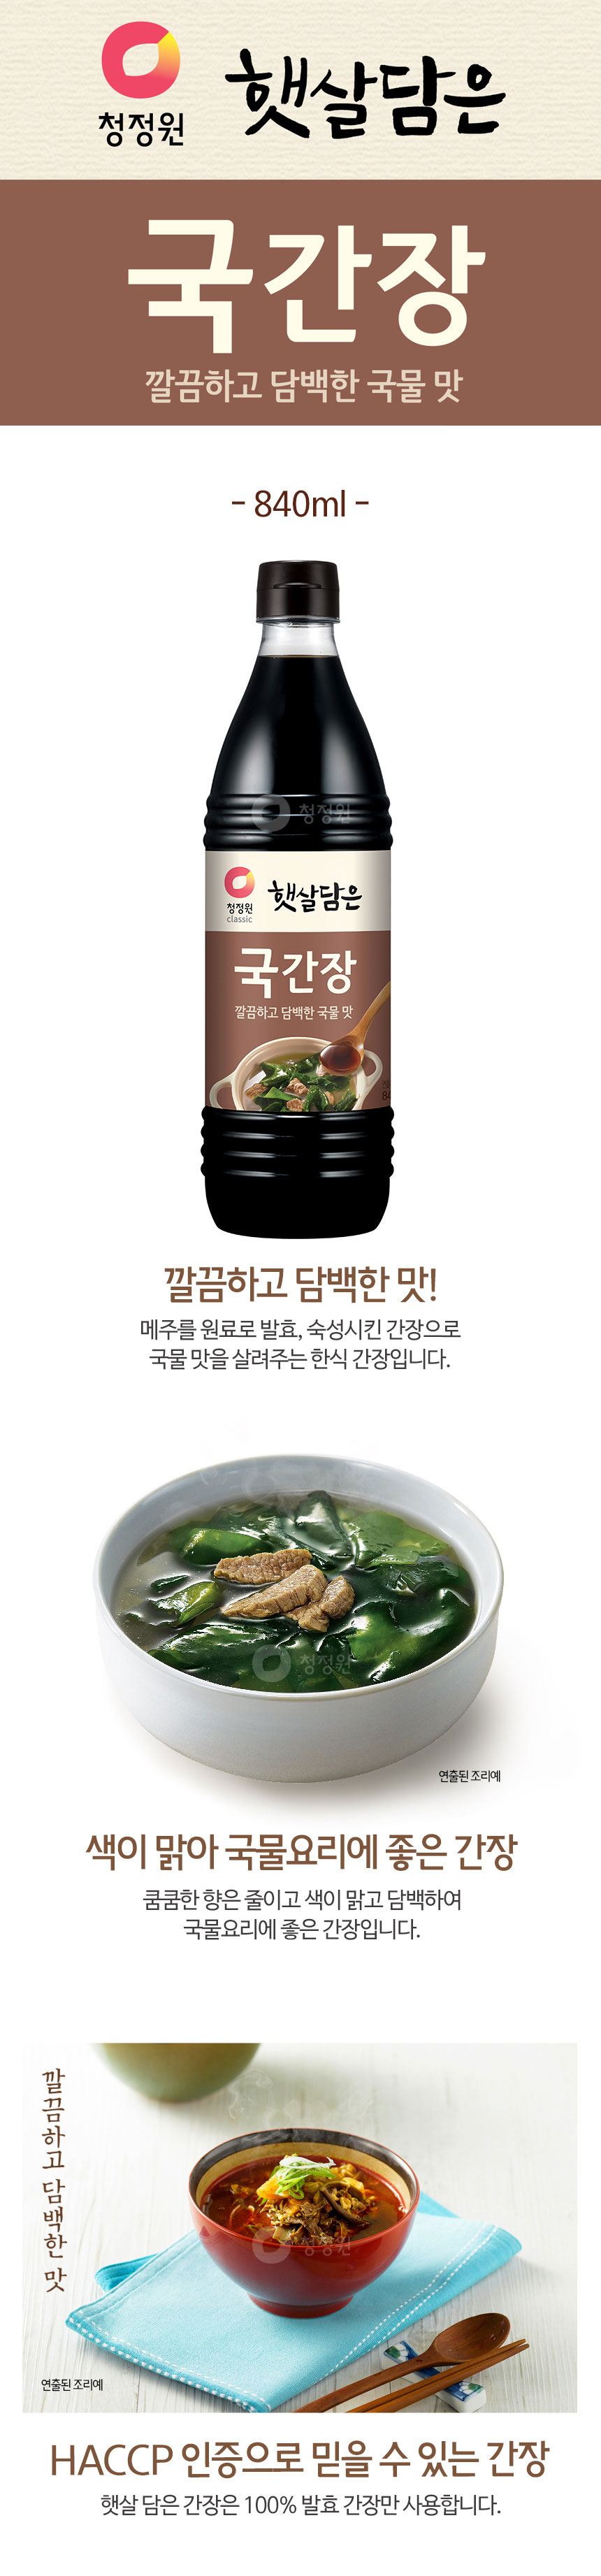 청정원
햇살담은
국간장
깔끔하고 담백한 국물 맛
- 840ml -
청정원
청정원
classic
햇살담은
국간장
깔끔하고 담백한 국물 맛
84
깔끔하고 담백한 맛!
메주를 원료로 발효, 숙성시킨 간장으로
국물 맛을 살려주는 한식 간장입니다.
청정원
연출된 조리예
색이 맑아 국물요리에 좋은 간장
쿰쿰한 향은 줄이고 색이 맑고 담백하여
국물요리에 좋은 간장입니다.
깔끔하고 담백한 맛
청정원
연출된 조리예
HACCP 인증으로 믿을 수 있는 간장
햇살 담은 간장은 100% 발효 간장만 사용합니다.